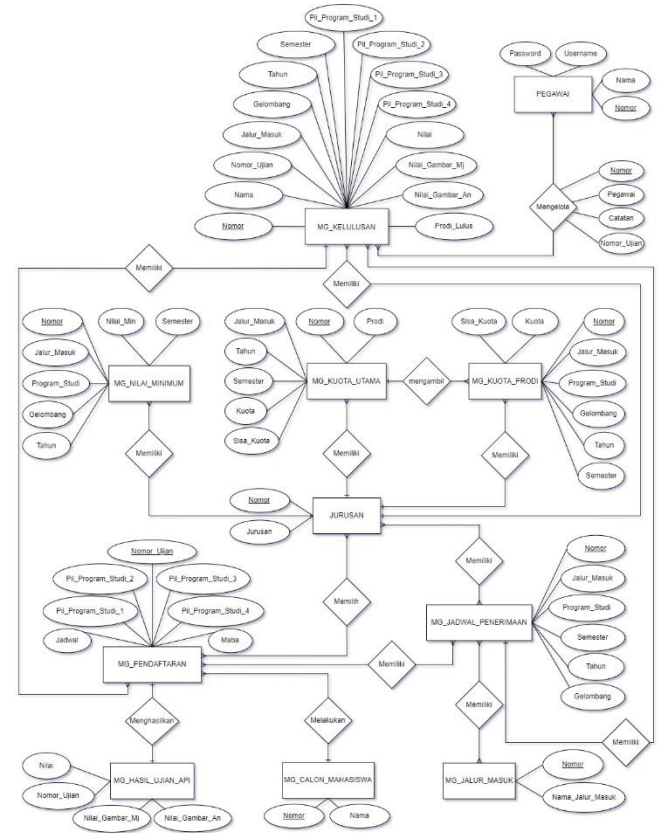 Pil_Program_Studi_1
Semester
Pil_Program_Studi_2
Tahun
Pil_Program_Studi_3
Gelombang
Pil_Program_Studi_4
Jalur_Masuk
Nilai
Nomor_Ujian
Nilai_Gambar_Mj
Nama
Nilai_Gambar_An
Nomor
MG_KELULUSAN
Prodi_Lulus
Password
Username
PEGAWAI
Nama
Nomor
Mengelola
Nomor
Pegawai
Catatan
Nomor_Ujian
Memiliki
Memiliki
Nomor
Nilai_Min
Semester
Jalur_Masuk
MG_NILAI_MINIMUM
Program_Studi
Gelombang
Tahun
Jalur_Masuk
Nomor
Prodi
Tahun
MG_KUOTA_UTAMA
Semester
Kuota
Sisa_Kuota
mengambil
Sisa_Kuota
Kuota
Nomor
Jalur_Masuk
MG_KUOTA_PRODI
Program_Studi
Gelombang
Tahun
Semester
Memiliki
Memiliki
Memiliki
Nomor
JURUSAN
Jurusan
Nomor_Ujian
Pil_Program_Studi_2
Pil_Program_Studi_3
Pil_Program_Studi_1
Pil_Program_Studi_4
Jadwal
Maba
MG_PENDAFTARAN
Memilih
Memiliki
Memiliki
Nomor
Jalur_Masuk
MG_JADWAL_PENERIMAAN
Program_Studi
Semester
Tahun
Gelombang
Menghasilkan
Melakukan
Memiliki
Memiliki
Nilai
Nomor_Ujian
MG_HASIL_UJIAN_API
Nilai_Gambar_Mj
Nilai_Gambar_An
MG_CALON_MAHASISWA
Nomor
Nama
MG_JALUR_MASUK
Nomor
Nama_Jalur_Masuk